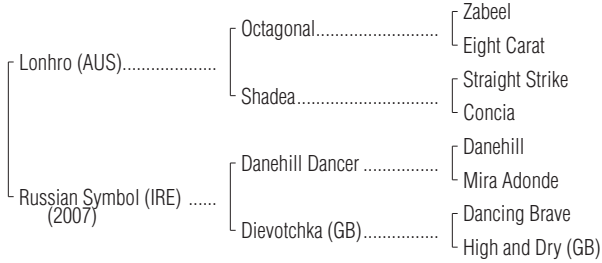 Zabeel
Octagonal
Eight Carat
Lonhro (AUS)
Straight Strike
Shadea
Concia
Danehill
Danehill Dancer
Mira Adonde
Russian Symbol (IRE)
(2007)
Dancing Brave
Dievotchka (GB)
High and Dry (GB)